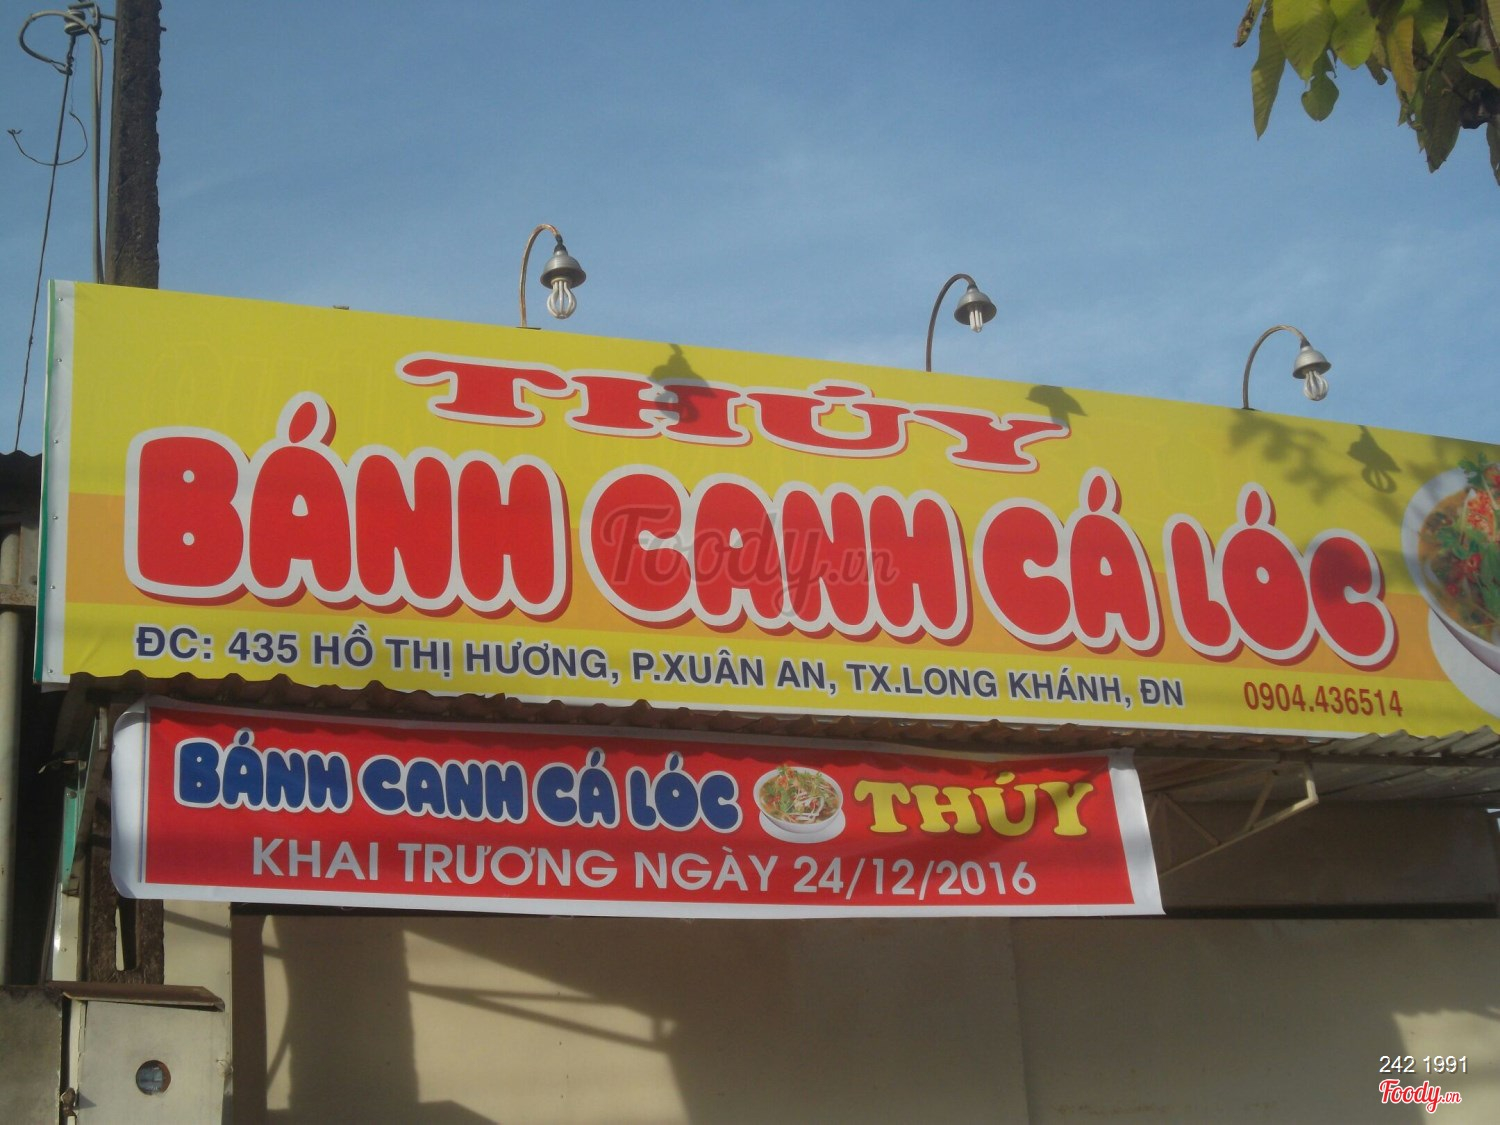 THÚY
BÁNH CANH CÁ LÓC
ĐC: 435 HỒ THỊ HƯƠNG, P.XUÂN AN, TX.LONG KHÁNH, ĐN 0904.436514
BÁNH CANH CÁ LÓC THÚY
KHAI TRƯƠNG NGÀY 24/12/2016
Foody.vn
242 1991
Foody.vn